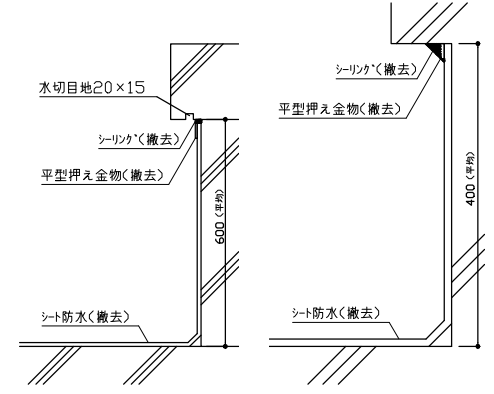 水切目地20×15
シーリング(撤去)
平型押え金物(撤去)
600(平均)
シート防水(撤去)
シーリング(撤去)
平型押え金物(撤去)
400(平均)
シート防水(撤去)